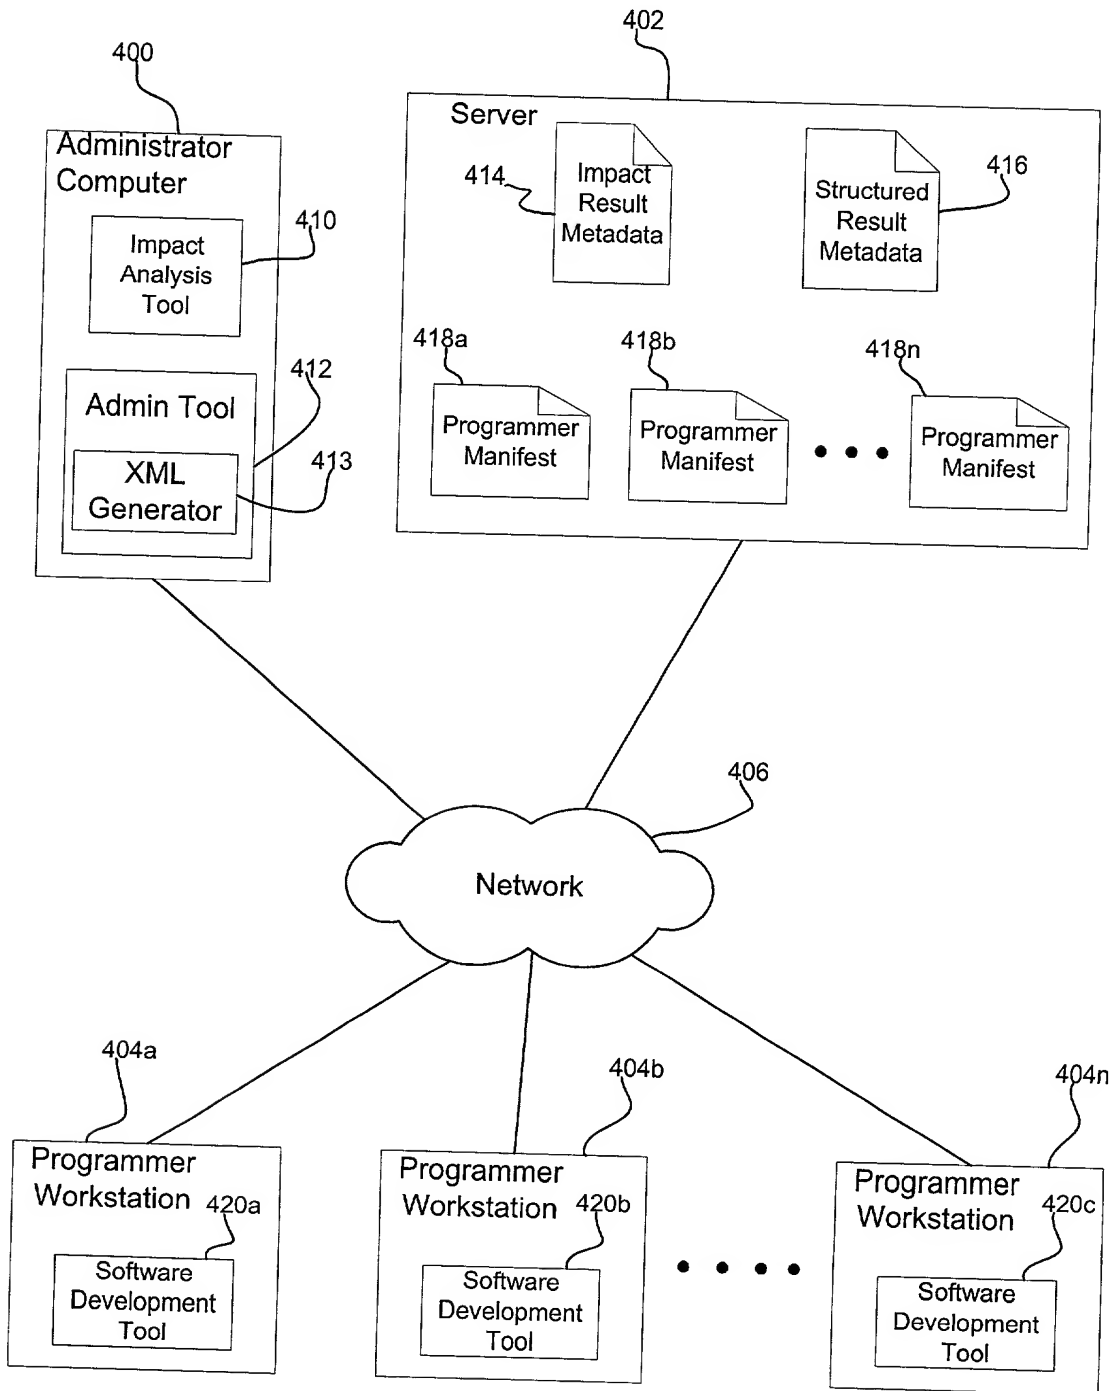 400
402
Administrator
Computer
410
Impact
Analysis
Tool
412
Admin Tool
413
XML
Generator
Server
414
Impact
Result
Metadata
416
Structured
Result
Metadata
418a
Programmer
Manifest
418b
Programmer
Manifest
418n
Programmer
Manifest
406
Network
404a
Programmer
Workstation
420a
Software
Development
Tool
404b
Programmer
Workstation
420b
Software
Development
Tool
404n
Programmer
Workstation
420c
Software
Development
Tool